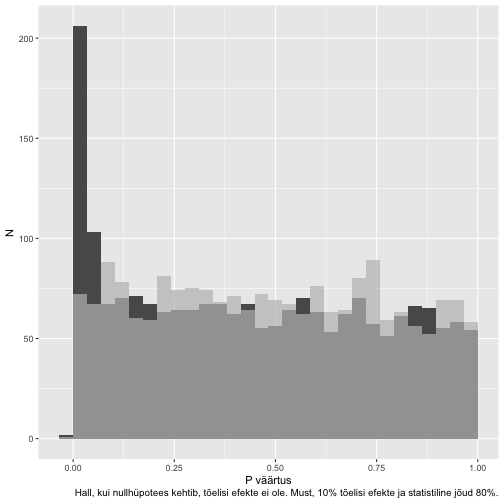 200
150
100
50
0
N
0.00 0.25 0.50 0.75 1.00
P väärtus
Hall, kui nullhüpotees kehtib, tõelisi efekte ei ole. Must, 10% tõelisi efekte ja statistiline jõud 80%.